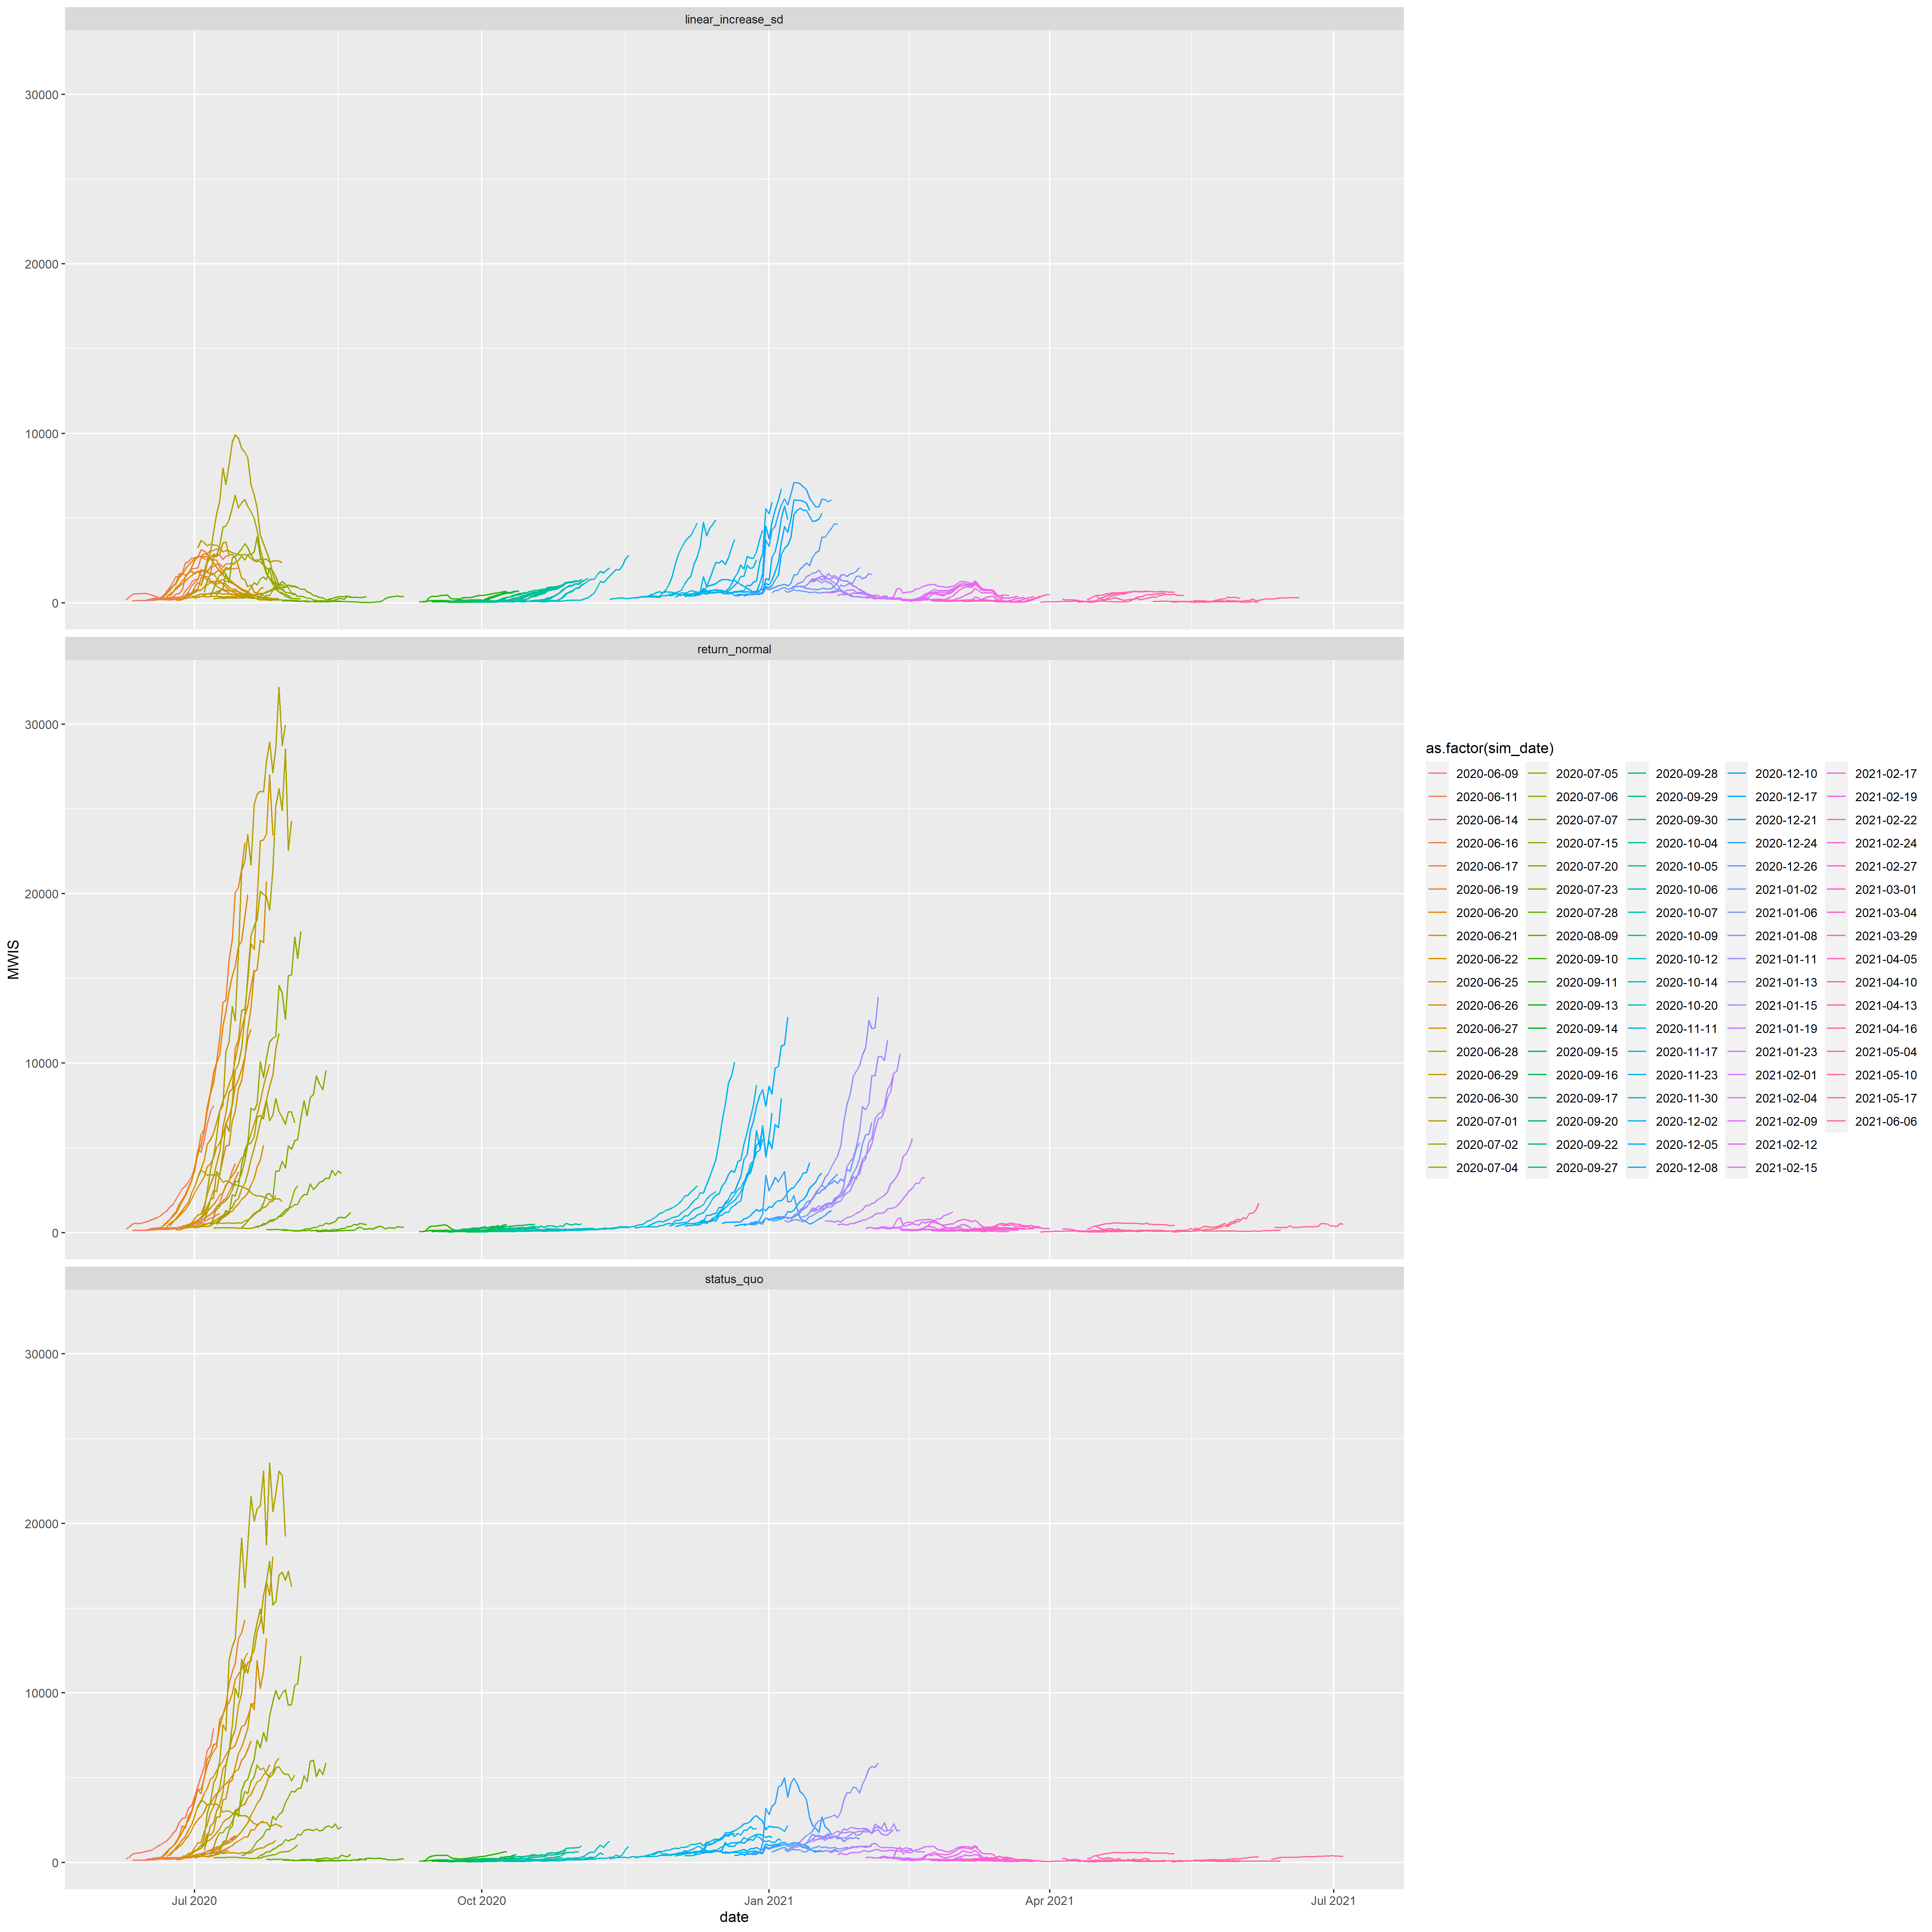 linear_increase_sd
30000
20000
10000
0
return_normal
30000
20000
10000
0
status_quo
30000
20000
10000
0
Jul 2020 Oct 2020 Jan 2021 Apr 2021 Jul 2021
date
MWIS
as.factor(sim_date)
2020-06-09 2020-07-05 2020-09-28 2020-12-10 2021-02-17
2020-06-11 2020-07-06 2020-09-29 2020-12-17 2021-02-19
2020-06-14 2020-07-07 2020-09-30 2020-12-21 2021-02-22
2020-06-16 2020-07-15 2020-10-04 2020-12-24 2021-02-24
2020-06-17 2020-07-20 2020-10-05 2020-12-26 2021-02-27
2020-06-19 2020-07-23 2020-10-06 2021-01-02 2021-03-01
2020-06-20 2020-07-28 2020-10-07 2021-01-06 2021-03-04
2020-06-21 2020-08-09 2020-10-09 2021-01-08 2021-03-29
2020-06-22 2020-09-10 2020-10-12 2021-01-11 2021-04-05
2020-06-25 2020-09-11 2020-10-14 2021-01-13 2021-04-10
2020-06-26 2020-09-13 2020-10-20 2021-01-15 2021-04-13
2020-06-27 2020-09-14 2020-11-11 2021-01-19 2021-04-16
2020-06-28 2020-09-15 2020-11-17 2021-01-23 2021-05-04
2020-06-29 2020-09-16 2020-11-23 2021-02-01 2021-05-10
2020-06-30 2020-09-17 2020-11-30 2021-02-04 2021-05-17
2020-07-01 2020-09-20 2020-12-02 2021-02-09 2021-06-06
2020-07-02 2020-09-22 2020-12-05 2021-02-12
2020-07-04 2020-09-27 2020-12-08 2021-02-15